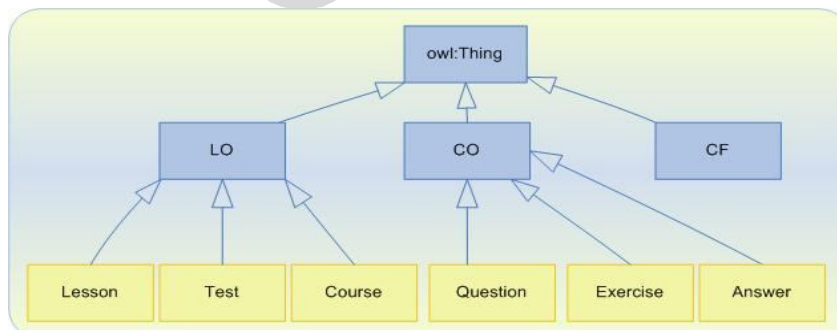 owl:Thing
LO
CO
CF
Lesson
Test
Course
Question
Exercise
Answer